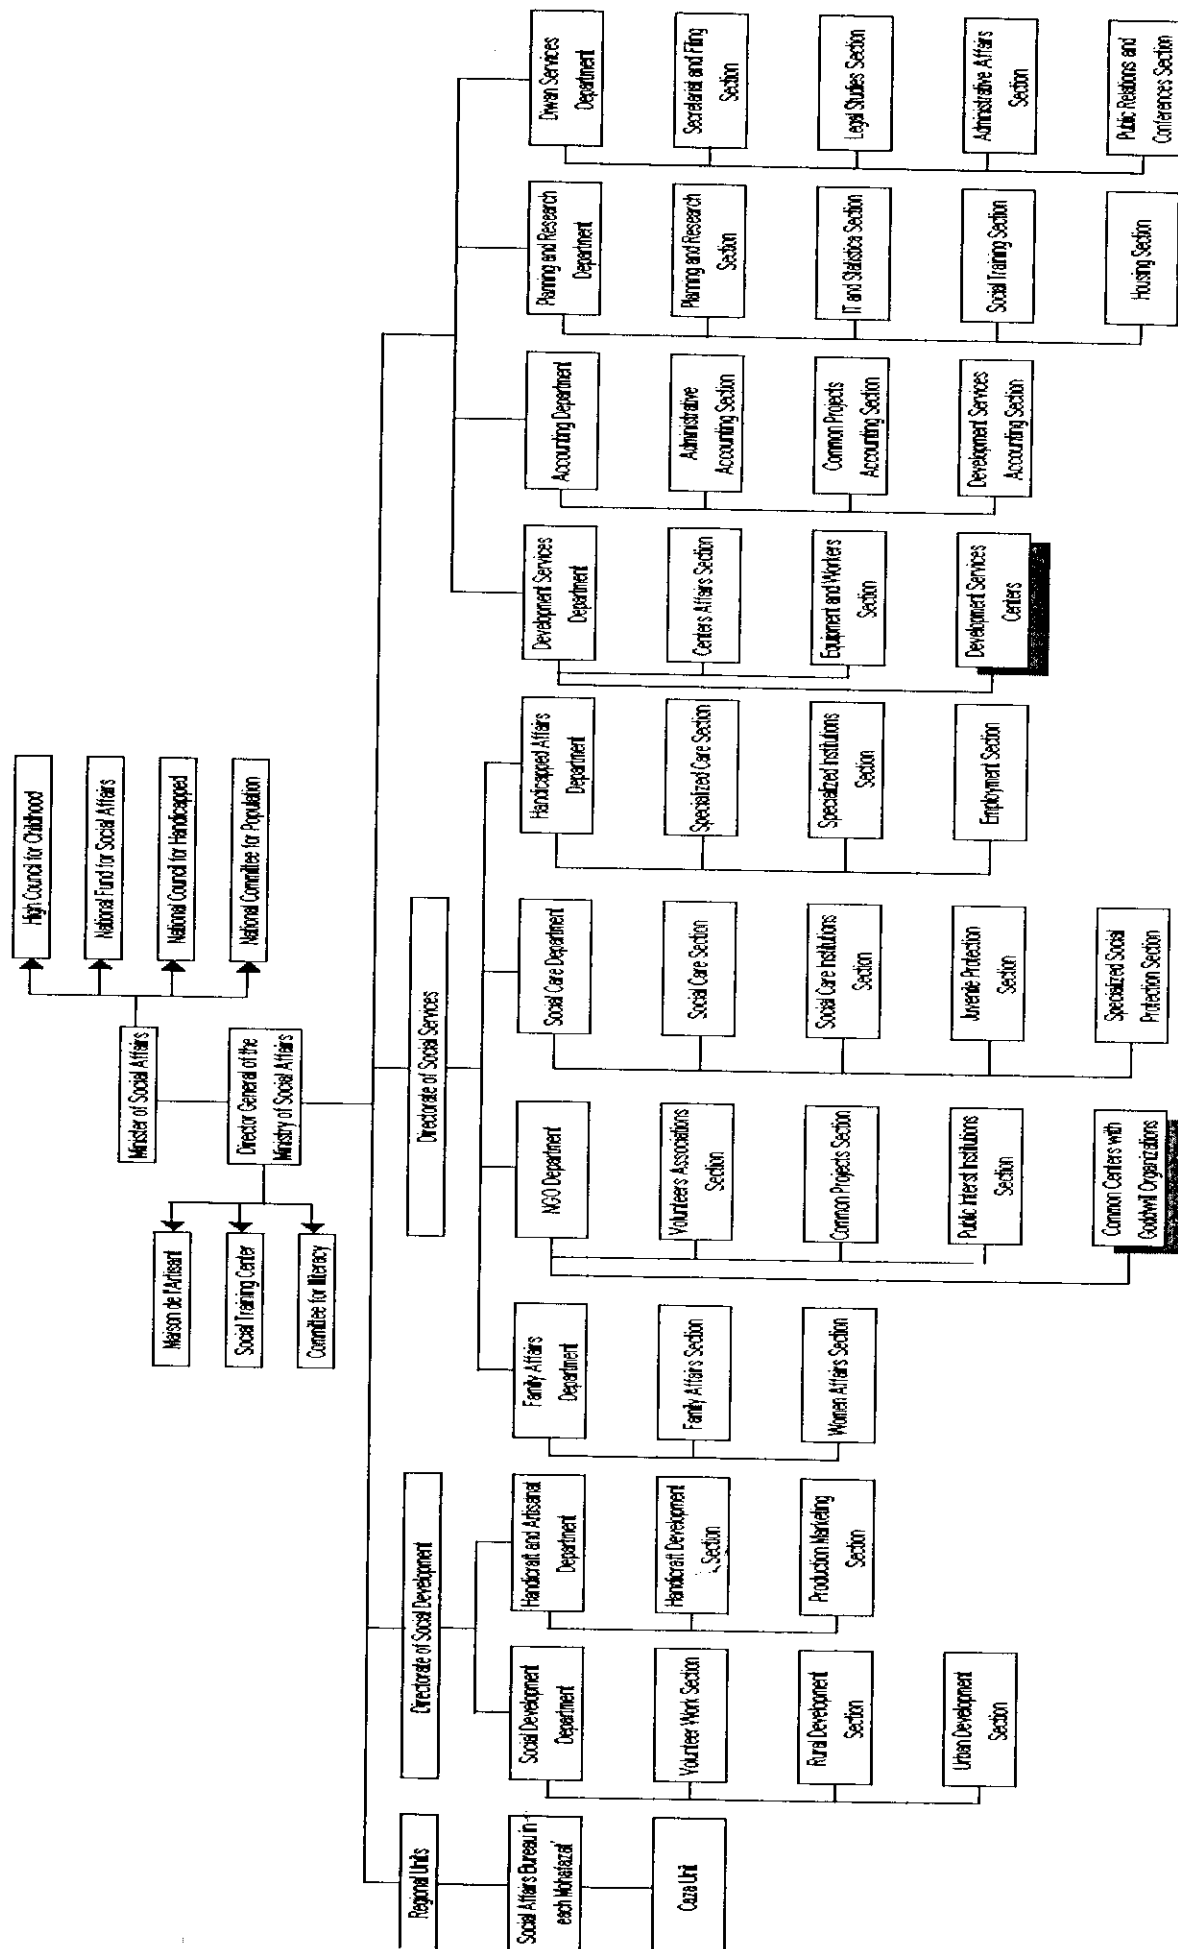 High Council for Childhood
National Fund for Social Affairs
National Council for Handicapped
National Committee for Population
Minister of Social Affairs
Director General of the
Ministry of Social Affairs
Maison de l'Artisant
Social Training Center
Committee for Illiteracy
Regional Units
Social Affairs Bureau in
each Mohafazat'
Caza Unit
Directorate of Social Development
Social Development
Department
Volunteer Work Section
Rural Development
Section
Urban Development
Section
Handicraft and Artisanat
Department
Handicraft Development
Section
Production Marketing
Section
Directorate of Social Services
Family Affairs
Department
Family Affairs Section
Women Affairs Section
NGO Department
Volunteers Associations
Section
Common Projects Section
Public Interst Institutions
Section
Common Centers with
Goddwill Organizations
Social Care Department
Social Care Section
Social Care Institutions
Section
Juvenile Protection
Section
Specialized Social
Protection Section
Handicapped Affairs
Department
Specialized Care Section
Specialized Institutions
Section
Employment Section
Development Services
Department
Centers Affairs Section
Equipment and Workers
Section
Development Services
Centers
Accounting Department
Administrative
Accounting Section
Common Projects
Accounting Section
Development Services
Accounting Section
Planning and Research
Department
Planning and Research
Section
IT and Statistica Section
Social Training Section
Housing Section
Diwan Services
Department
Secretariat and Filing
Section
Legal Studies Section
Administrative Affairs
Section
Public Relations and
Conferences Section